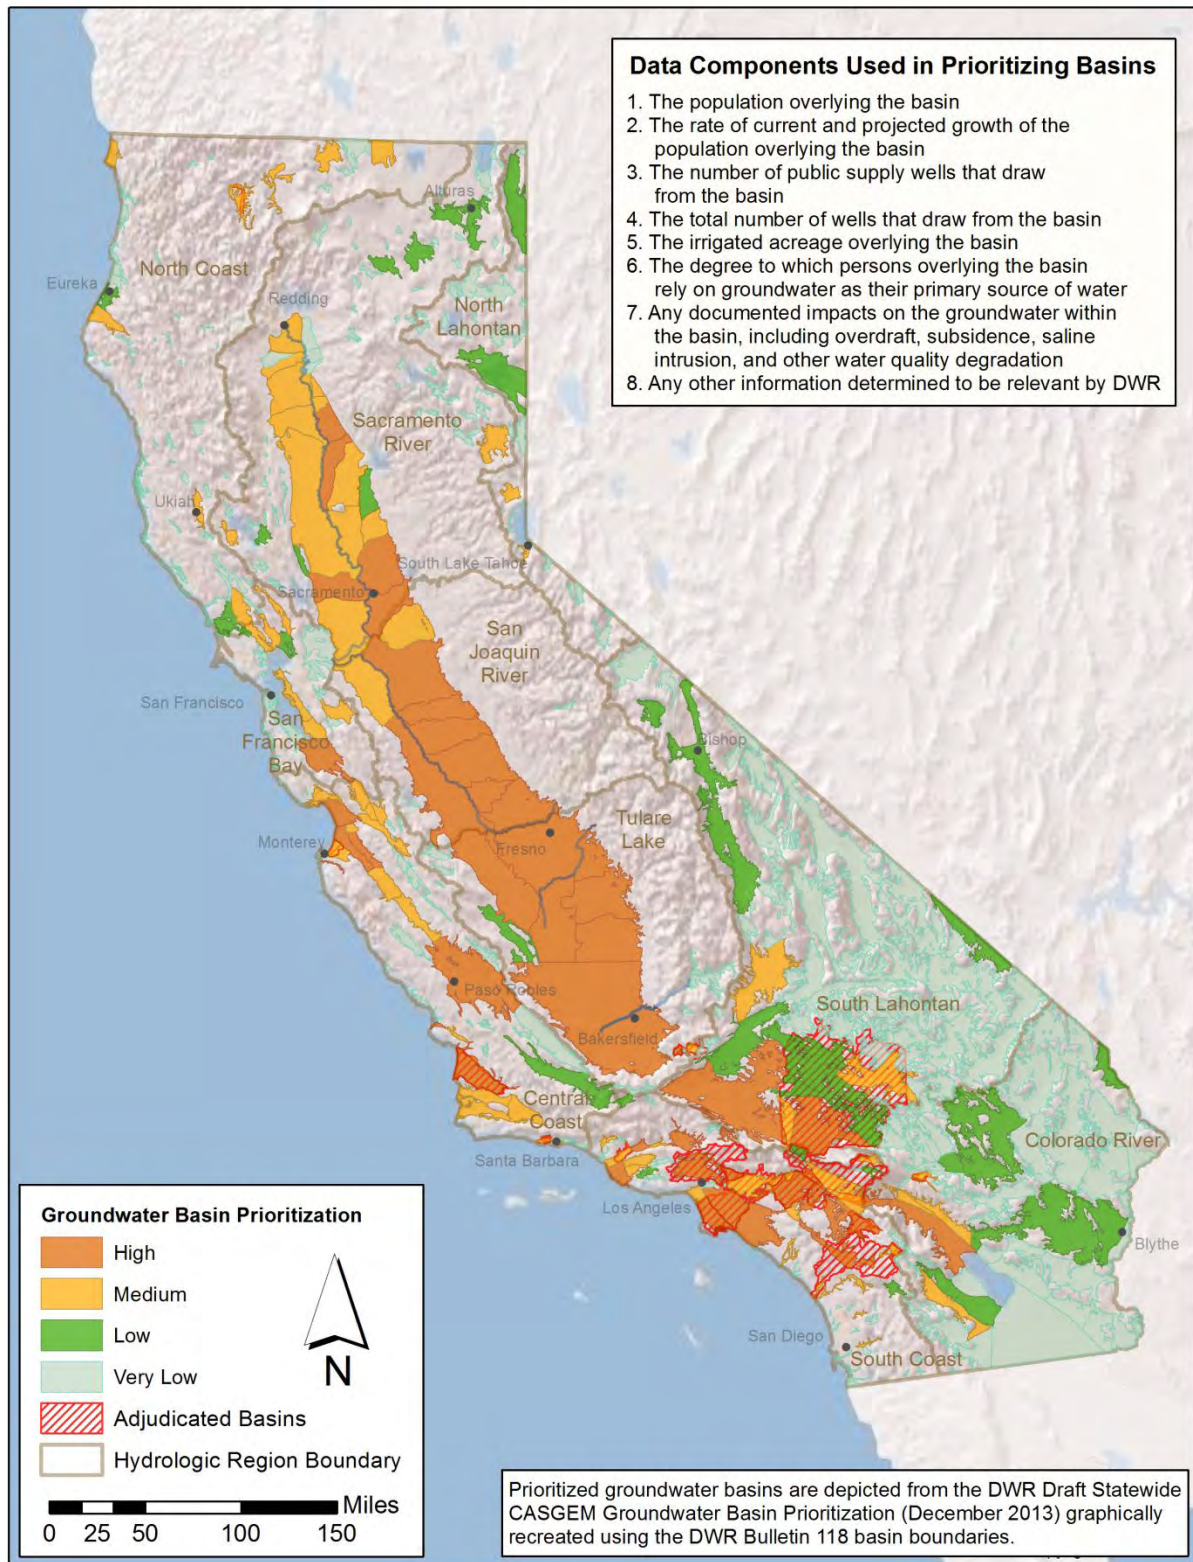 Data Components Used in Prioritizing Basins
1. The population overlying the basin
2. The rate of current and projected growth of the
population overlying the basin
3. The number of public supply wells that draw
from the basin
4. The total number of wells that draw from the basin
5. The irrigated acreage overlying the basin
6. The degree to which persons overlying the basin
rely on groundwater as their primary source of water
7. Any documented impacts on the groundwater within
the basin, including overdraft, subsidence, saline
intrusion, and other water quality degradation
8. Any other information determined to be relevant by DWR
Alturas
North Coast
Eureka
Redding
North
Lahontan
Sacramento
River
Ukiah
South Lake Tahoe
Sacramento
San
Joaquin
River
San Francisco
San
Francisco
Bay
Bishop
Tulare
Lake
Monterey
Fresno
Paso Robles
South Lahontan
Bakersfield
Central
Coast
Colorado River
Santa Barbara
Los Angeles
Blythe
San Diego
South Coast
Groundwater Basin Prioritization
High
Medium
Low
Very Low
Adjudicated Basins
Hydrologic Region Boundary
N
Miles
0 25 50 100 150
Prioritized groundwater basins are depicted from the DWR Draft Statewide
CASGEM Groundwater Basin Prioritization (December 2013) graphically
recreated using the DWR Bulletin 118 basin boundaries.